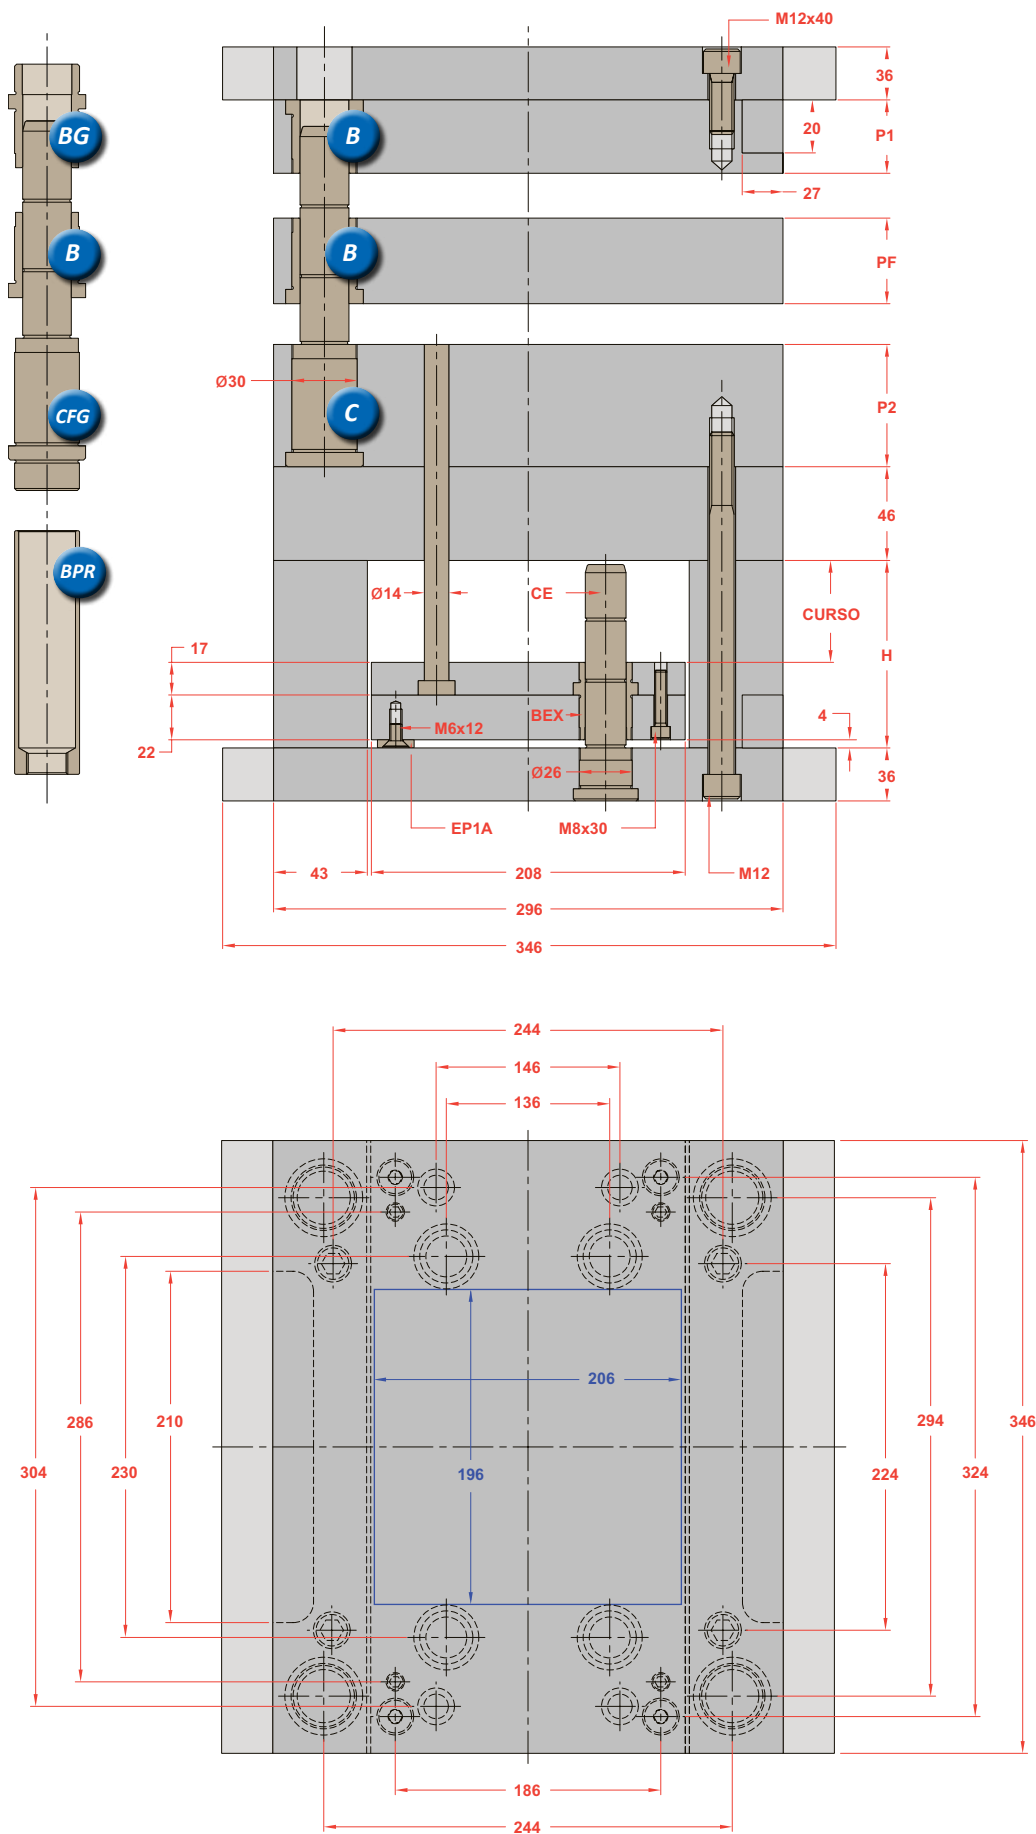 M12x40
36
P1
20
27
BG
B
B
B
PF
Ø30
CFG
C
P2
46
BPR
Ø14
CE
CURSO
H
17
BEX
M6x12
4
22
Ø26
36
EP1A
M8x30
M12
43
208
296
346
244
146
136
206
286
210
294
346
304
230
196
224
324
186
244